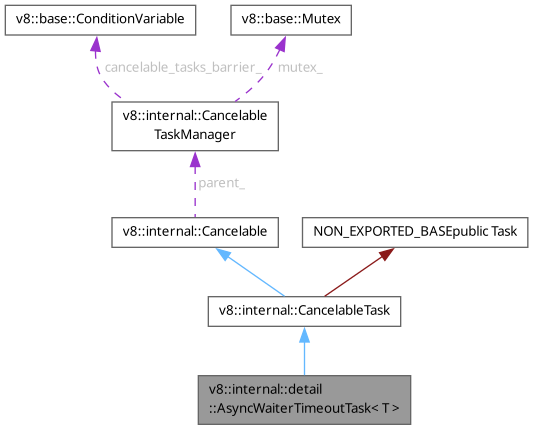 v8::base::ConditionVariable
v8::base::Mutex
cancelable_tasks_barrier_
mutex_
v8::internal::Cancelable
TaskManager
parent_
v8::internal::Cancelable
NON_EXPORTED_BASEpublic Task
v8::internal::CancelableTask
v8::internal::detail
::AsyncWaiterTimeoutTask< T >